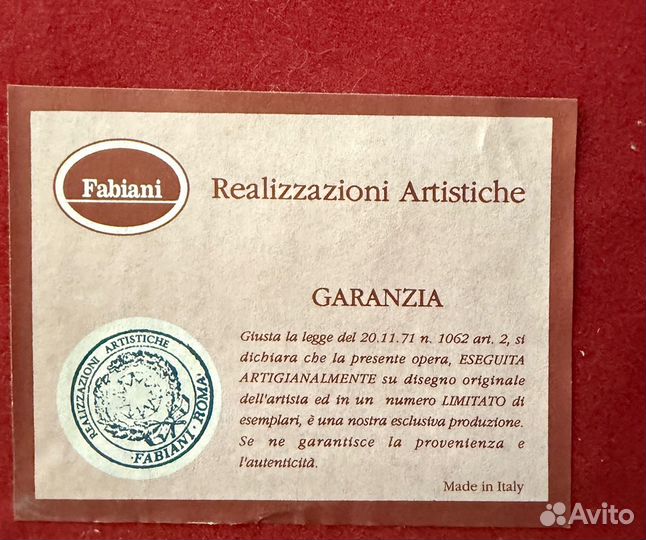 Fabiani
Realizzazioni Artistiche
GARANZIA
Giusta la legge del 20.11.71 n. 1062 art. 2, si
dichiara che la presente opera, ESEGUITA
ARTIGIANALMENTE su disegno originale
dell'artista ed in un numero LIMITATO di
esemplari, è una nostra esclusiva produzione.
Se ne garantisce la provenienza e
l'autenticità.
REALIZZAZIONI ARTISTICHE
·FABIANI·ROMA·
Made in Italy
Avito